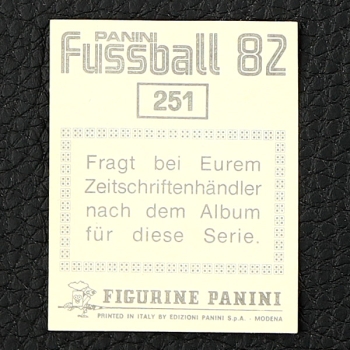 PANINI
Fussball 82
251
Fragt bei Eurem
Zeitschriftenhändler
nach dem Album
für diese Serie.
FIGURINE PANINI
PRINTED IN ITALY BY EDIZIONI PANINI S.p.A. - MODENA